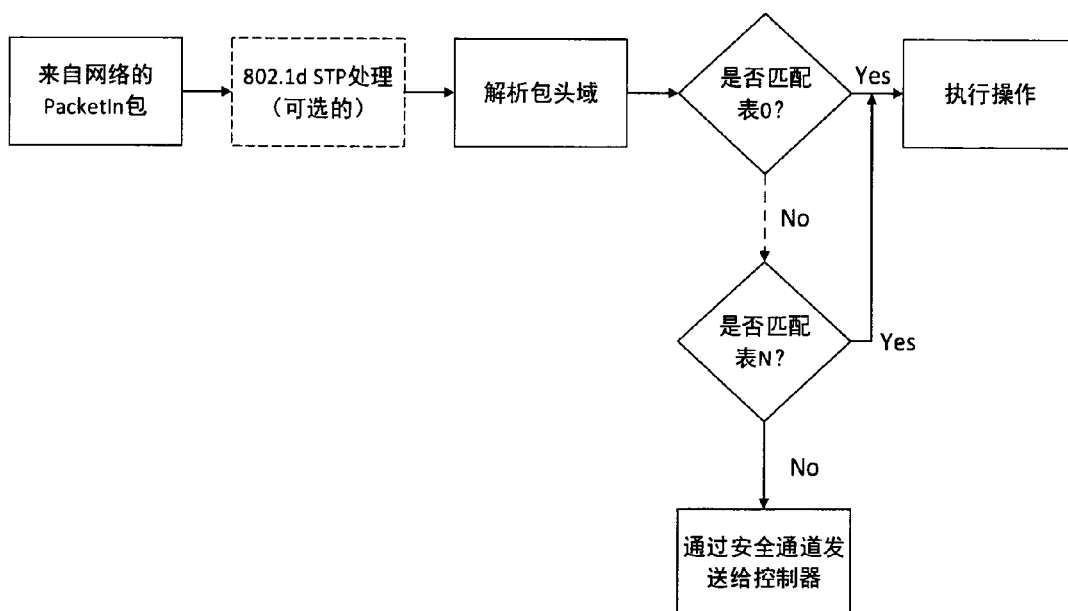 来自网络的
PacketIn包
802.1d STP处理
（可选的）
解析包头域
是否匹配
表0?
Yes
执行操作
No
是否匹配
表N?
Yes
No
通过安全通道发
送给控制器